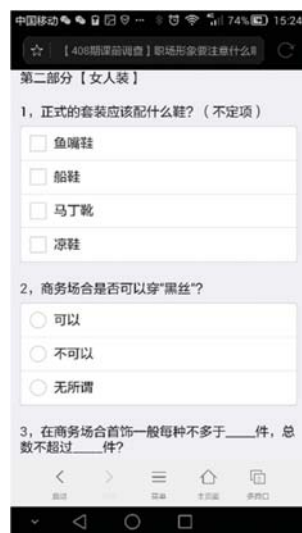 中国移动 74% 15:24
【408期课前调查】职场形象要注意什么
第二部分【女人装】
1，正式的套装应该配什么鞋？（不定项）
鱼嘴鞋
船鞋
马丁靴
凉鞋
2，商务场合是否可以穿“黑丝”？
可以
不可以
无所谓
3，在商务场合首饰一般每种不多于____件，总
数不超过____件？
菜单 主页面 多窗口